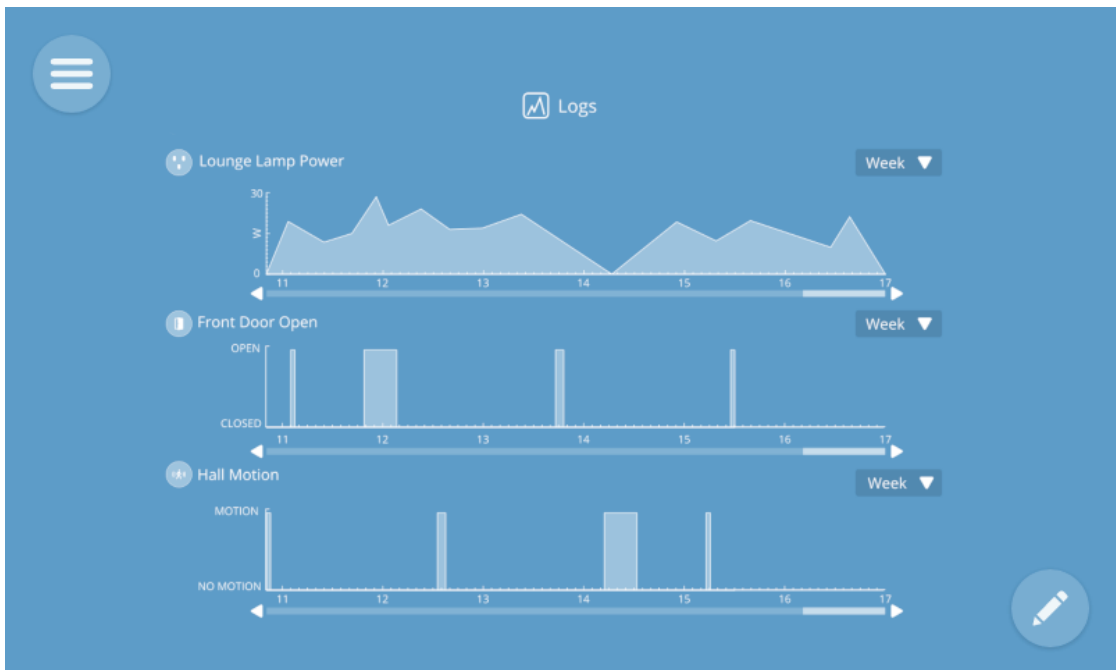 Logs
Lounge Lamp Power
Week
30
W
0
11 12 13 14 15 16 17
Front Door Open
Week
OPEN
CLOSED
11 12 13 14 15 16 17
Hall Motion
Week
MOTION
NO MOTION
11 12 13 14 15 16 17